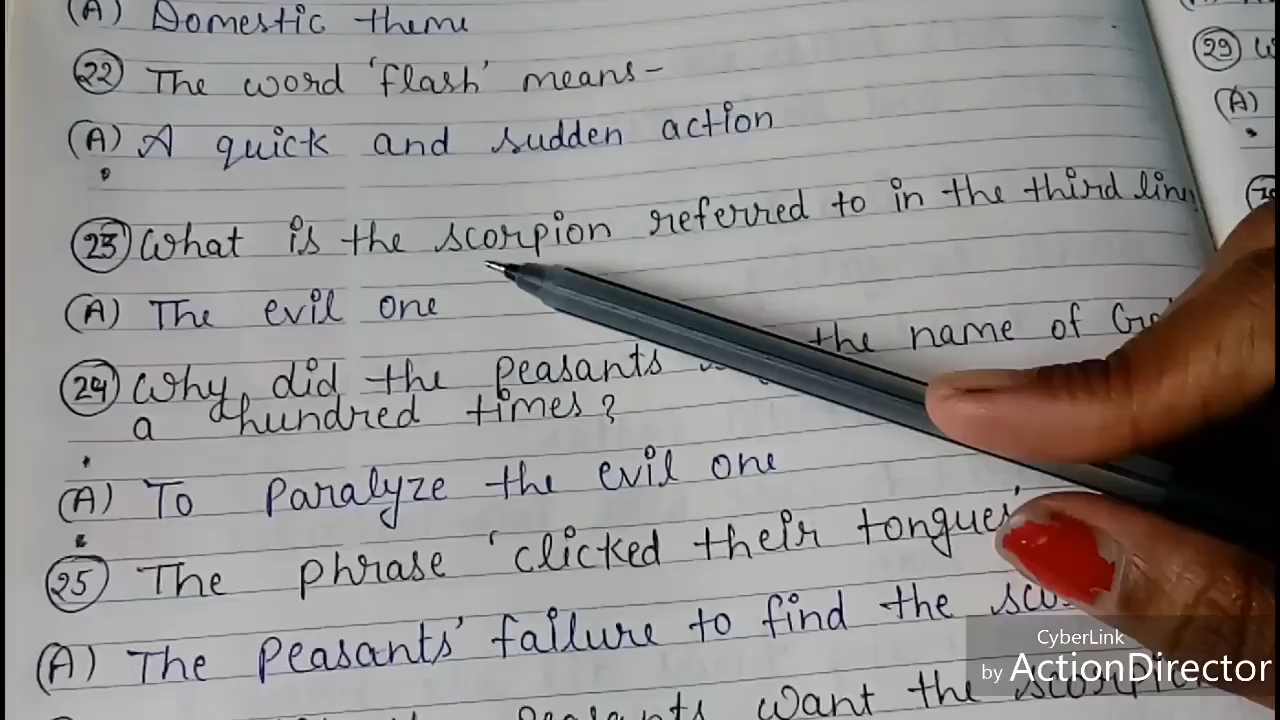 (A) Domestic theme
(22) The word 'flash' means-
(A) A quick and sudden action
(23) What is the scorpion referred to in the third line
(A) The evil one
(24) Why did the peasants the name of
a hundred times?
(A) To Paralyze the evil one
(25) The phrase 'clicked their tongues'
(A) The Peasants' failure to find the
Peasants want the scorpion
(29)
(A)
CyberLink
by ActionDirector